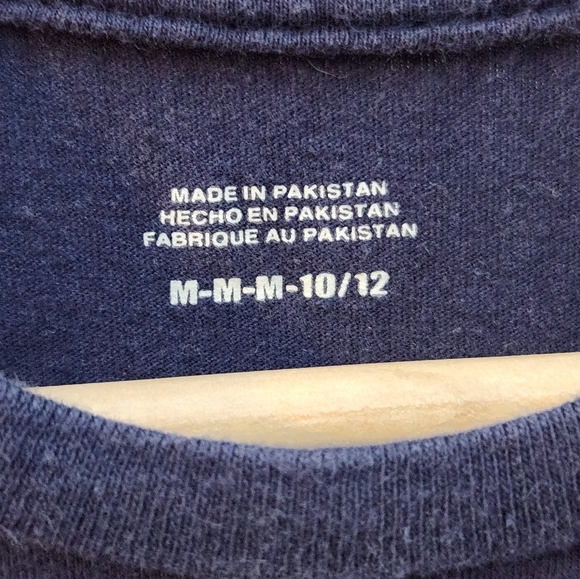 MADE IN PAKISTAN
HECHO EN PAKISTAN
FABRIQUE AU PAKISTAN
M-M-M-10/12